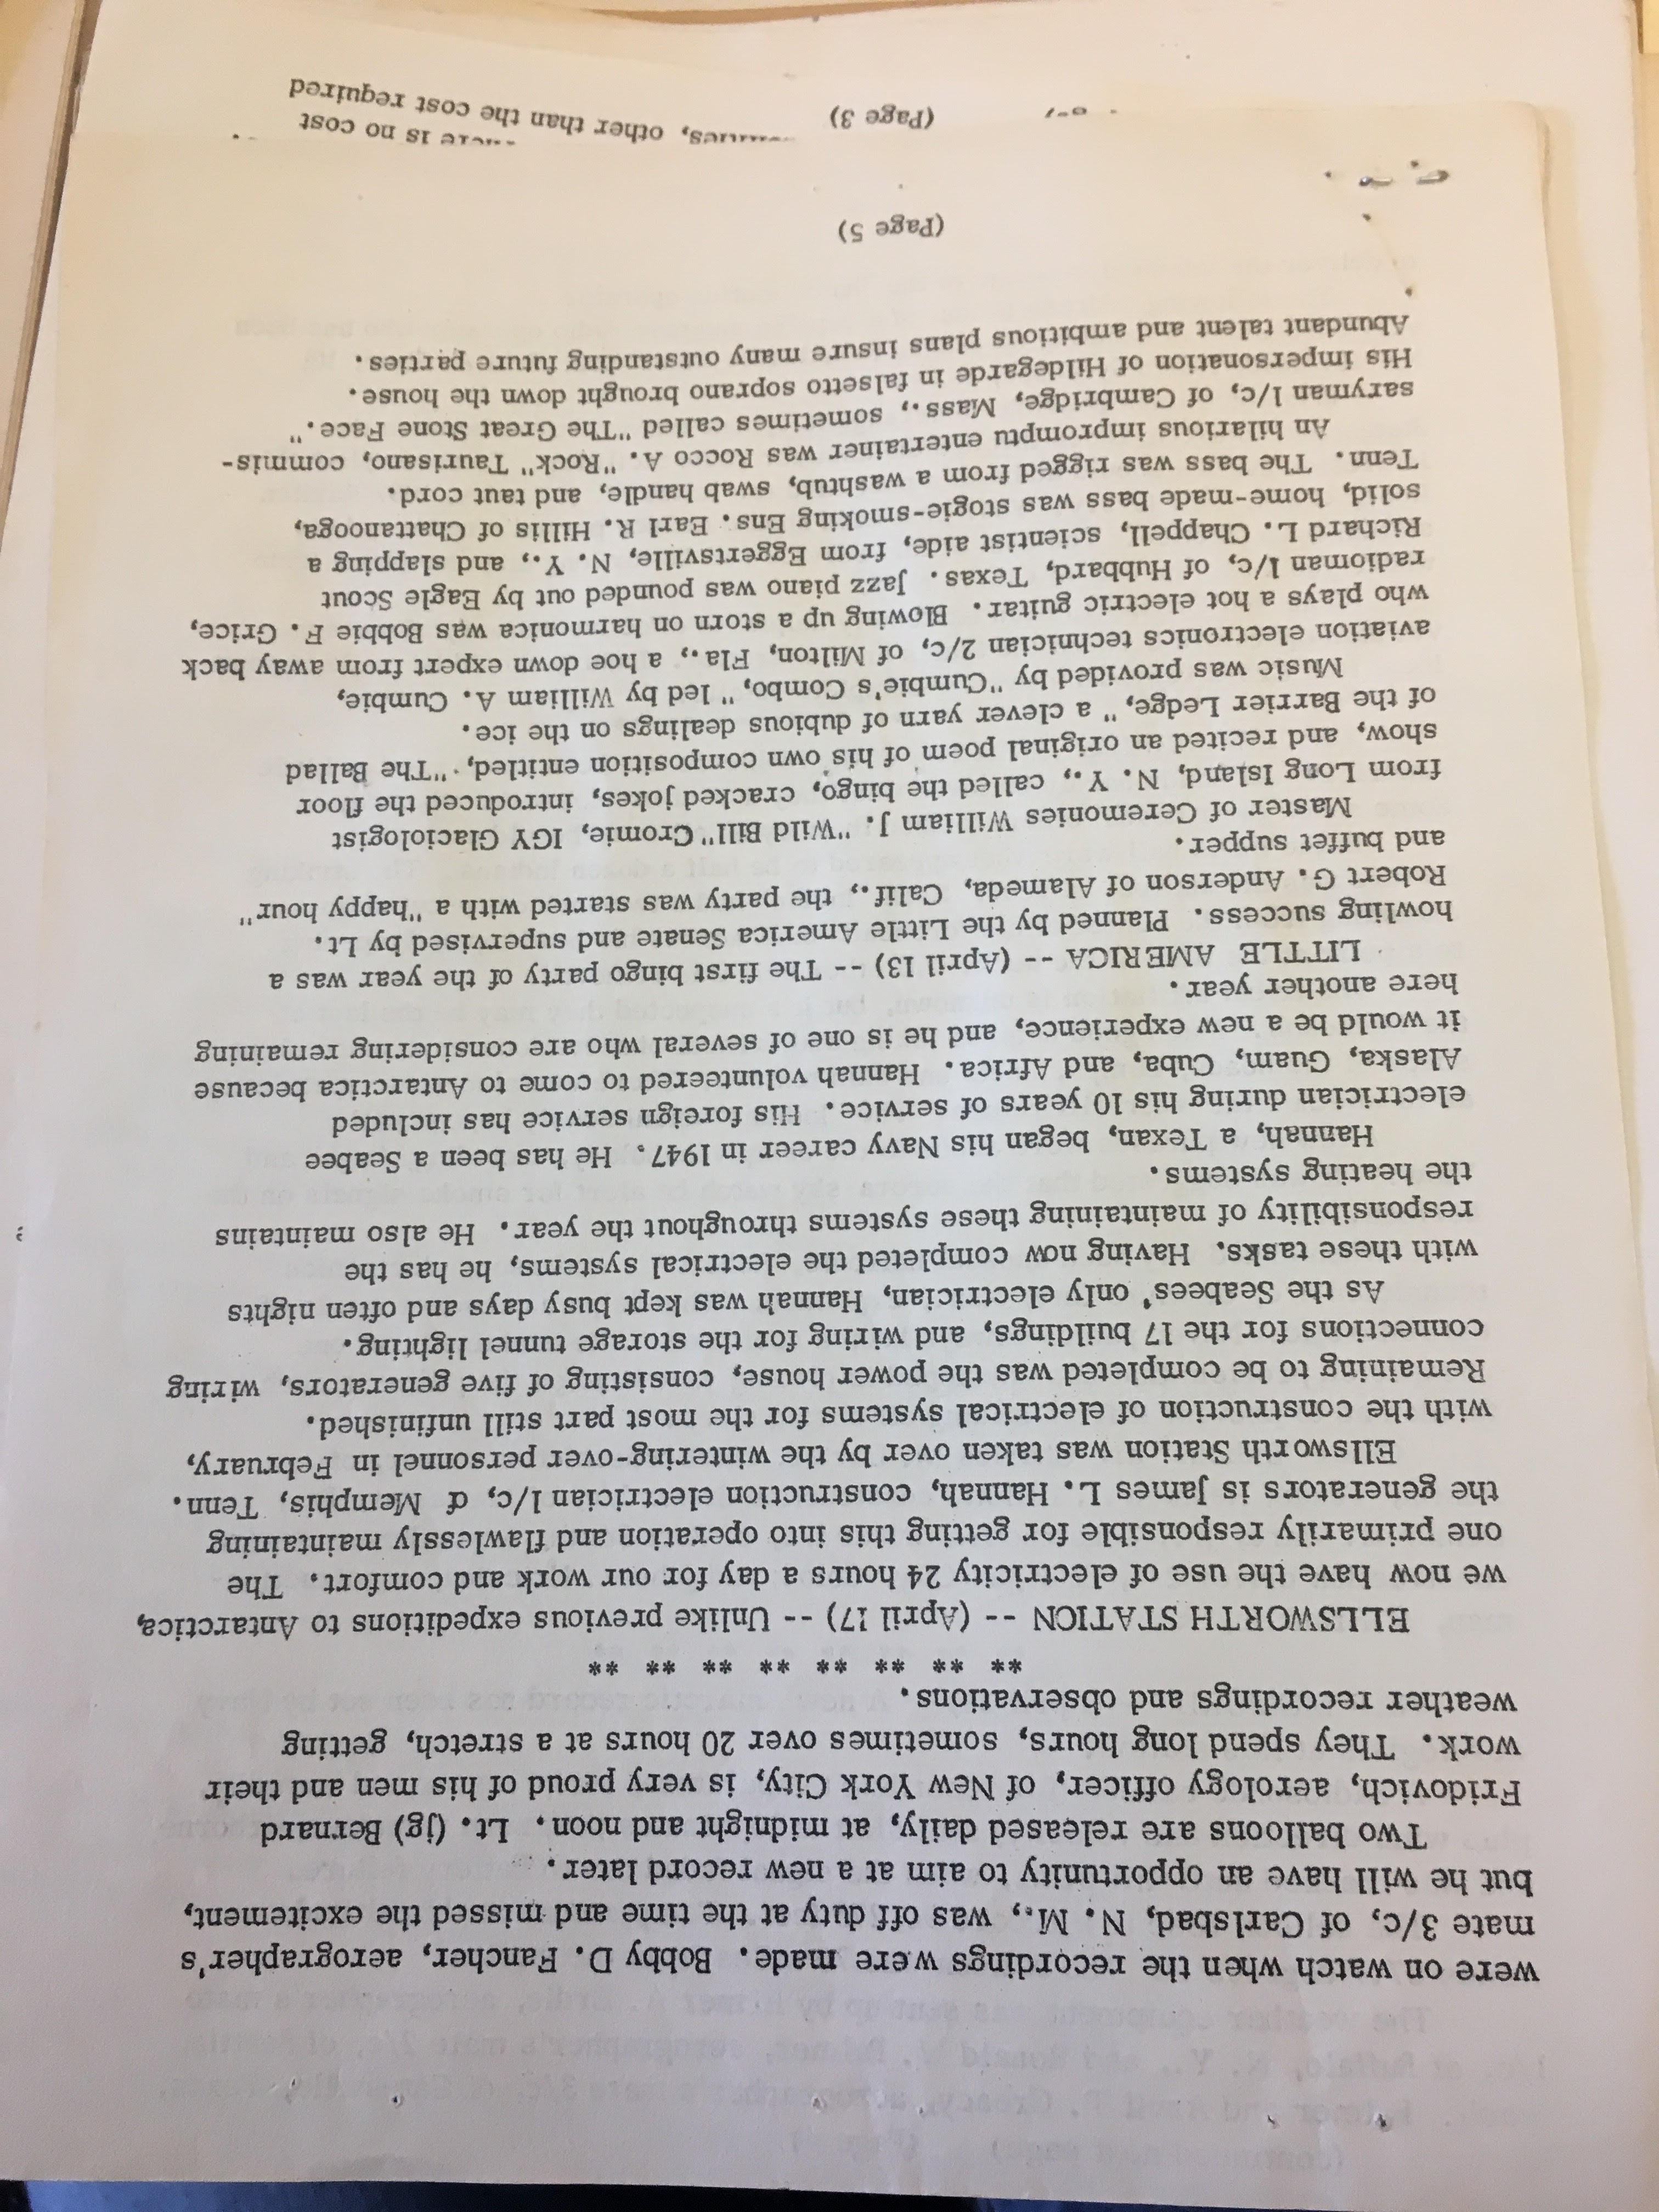 were on watch when the recordings were made. Bobby D. Fancher, aerographer's
mate 3/c, of Carlsbad, N. M., was off duty at the time and missed the excitement,
but he will have an opportunity to aim at a new record later.
Two balloons are released daily, at midnight and noon. Lt. (jg) Bernard
Fridovich, aerology officer, of New York City, is very proud of his men and their
work. They spend long hours, sometimes over 20 hours at a stretch, getting
weather recordings and observations.
** ** ** ** ** ** ** **
ELLSWORTH STATION -- (April 17) -- Unlike previous expeditions to Antarctica,
we now have the use of electricity 24 hours a day for our work and comfort. The
one primarily responsible for getting this into operation and flawlessly maintaining
the generators is James L. Hannah, construction electrician 1/c, of Memphis, Tenn.
Ellsworth Station was taken over by the wintering-over personnel in February,
with the construction of electrical systems for the most part still unfinished.
Remaining to be completed was the power house, consisting of five generators, wiring
connections for the 17 buildings, and wiring for the storage tunnel lighting.
As the Seabees' only electrician, Hannah was kept busy days and often nights
with these tasks. Having now completed the electrical systems, he has the
responsibility of maintaining these systems throughout the year. He also maintains
the heating systems.
Hannah, a Texan, began his Navy career in 1947. He has been a Seabee
electrician during his 10 years of service. His foreign service has included
Alaska, Guam, Cuba, and Africa. Hannah volunteered to come to Antarctica because
it would be a new experience, and he is one of several who are considering remaining
here another year.
LITTLE AMERICA -- (April 13) -- The first bingo party of the year was a
howling success. Planned by the Little America Senate and supervised by Lt.
Robert G. Anderson of Alameda, Calif., the party was started with a "happy hour"
and buffet supper.
Master of Ceremonies William J. "Wild Bill" Cromie, IGY Glaciologist
from Long Island, N. Y., called the bingo, cracked jokes, introduced the floor
show, and recited an original poem of his own composition entitled, "The Ballad
of the Barrier Ledge," a clever yarn of dubious dealings on the ice.
Music was provided by "Cumbie's Combo," led by William A. Cumbie,
aviation electronics technician 2/c, of Milton, Fla., a hoe down expert from away back
who plays a hot electric guitar. Blowing up a storn on harmonica was Bobbie F. Grice,
radioman 1/c, of Hubbard, Texas. Jazz piano was pounded out by Eagle Scout
Richard L. Chappell, scientist aide, from Eggertsville, N. Y., and slapping a
solid, home-made bass was stogie-smoking Ens. Earl R. Hillis of Chattanooga,
Tenn. The bass was rigged from a washtub, swab handle, and taut cord.
An hilarious impromptu entertainer was Rocco A. "Rock" Taurisano, commis-
saryman 1/c, of Cambridge, Mass., sometimes called "The Great Stone Face."
His impersonation of Hildegarde in falsetto soprano brought down the house.
Abundant talent and ambitious plans insure many outstanding future parties.
(Page 5)
is no cost
other than the cost required
(Page 3)